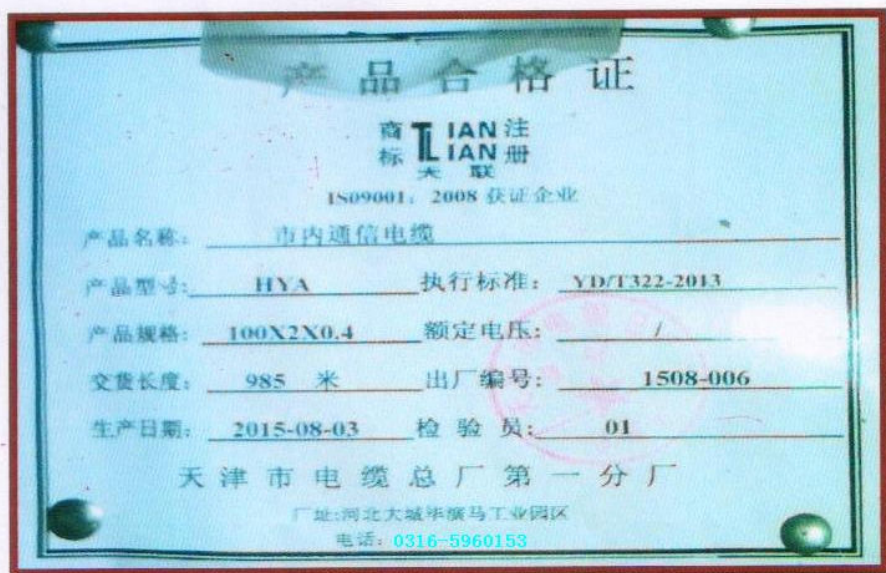 产品合格证
商标 TLIAN LIAN 注册
天联
ISO9001：2008 获证企业
产品名称： 市内通信电缆
产品型号： HYA 执行标准： YD/T322-2013
产品规格： 100X2X0.4 额定电压： /
交货长度： 985 米 出厂编号： 1508-006
生产日期： 2015-08-03 检验员： 01
天津市电缆总厂第一分厂
厂址:河北大城毕演马工业园区
电话：0316-5960153